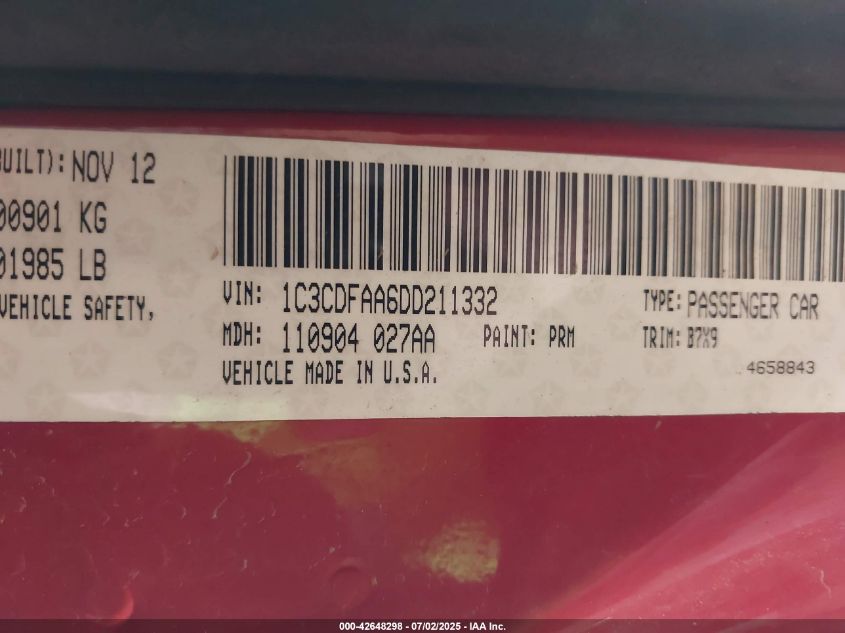 BUILT): NOV 12
00901 KG
01985 LB
VEHICLE SAFETY,
VIN: 1C3CDFAA6DD211332
TYPE: PASSENGER CAR
MDH: 110904 027AA
PAINT: PRM
TRIM: B7X9
VEHICLE MADE IN U.S.A.
4658843
000-42648298 - 07/02/2025 - IAA Inc.